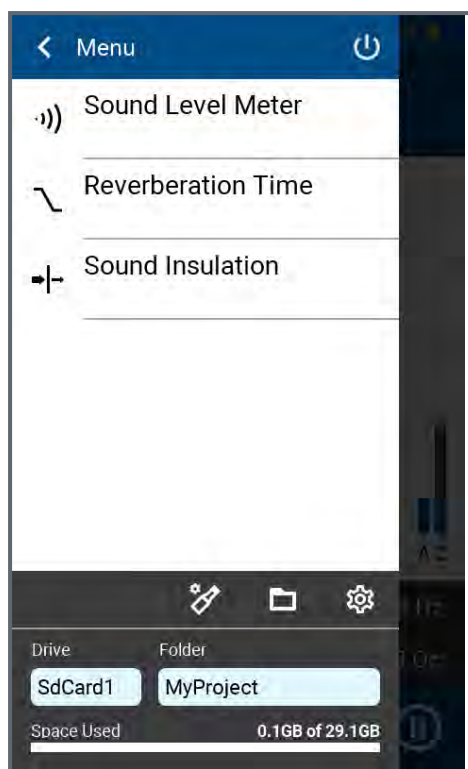 Menu
Sound Level Meter
Reverberation Time
Sound Insulation
Drive Folder
SdCard1 MyProject
Space Used 0.1GB of 29.1GB